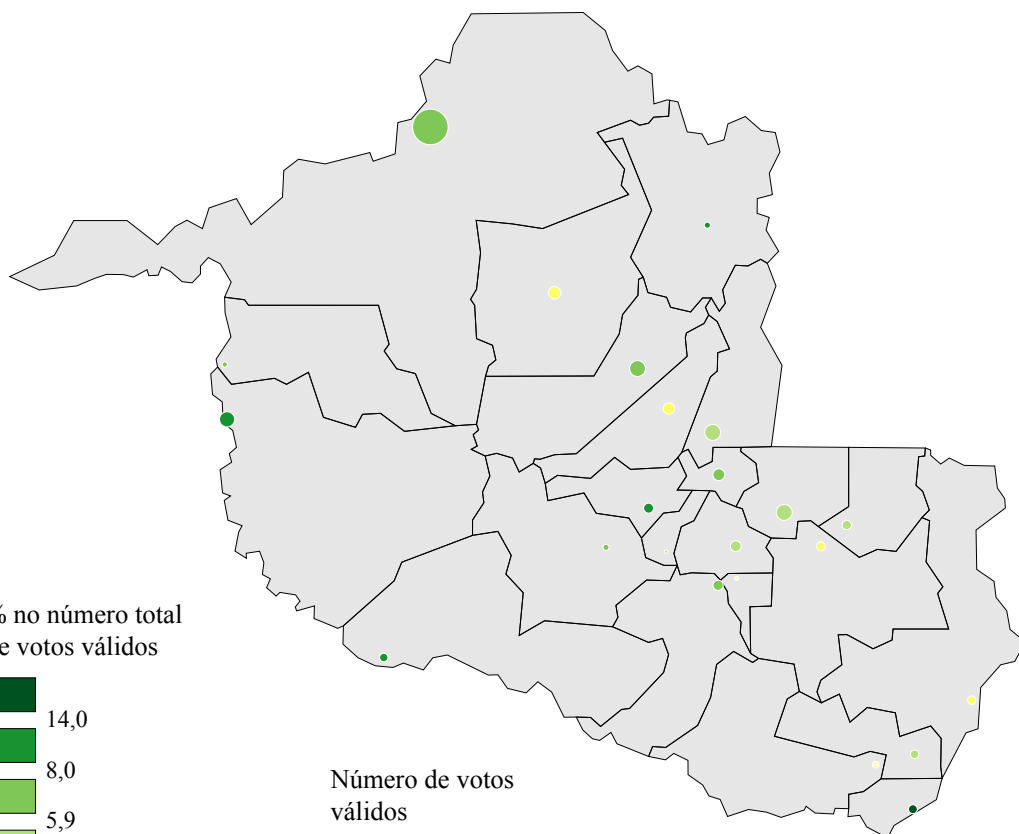 % no número total
e votos válidos
14,0
8,0
5,9
Número de votos
válidos